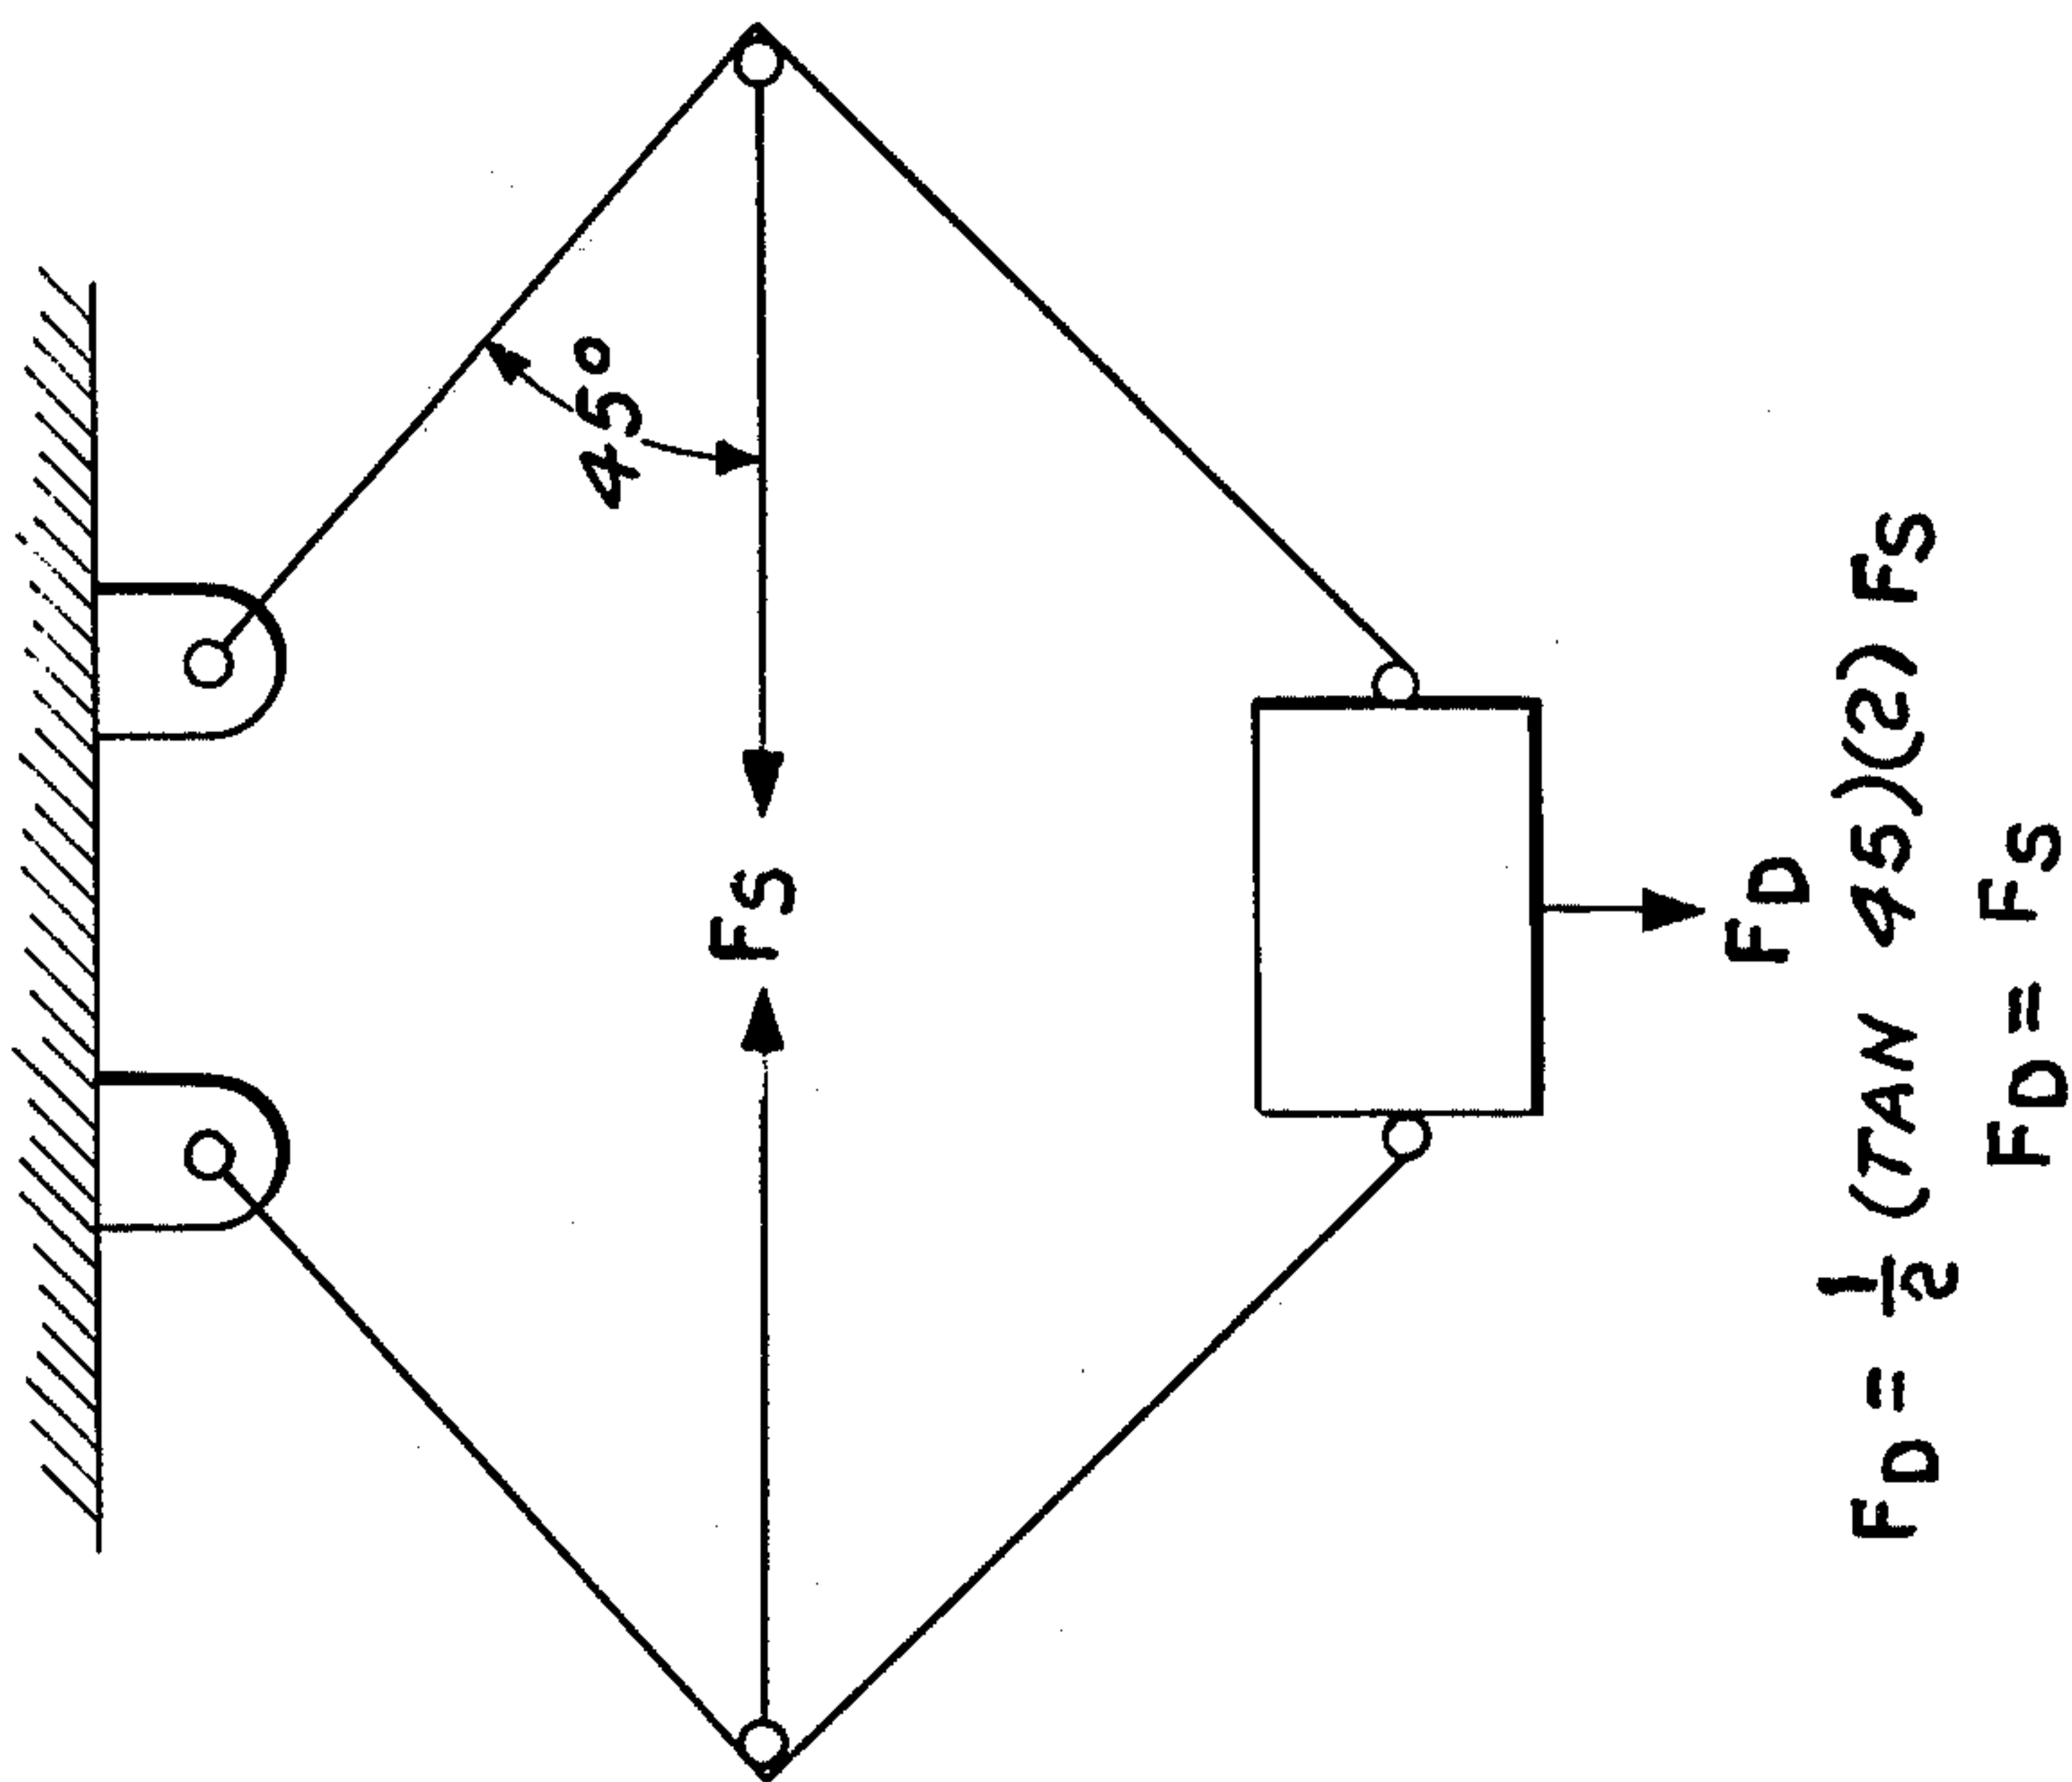 45°
FS
FD
FD = 1/2 (TAN 45)(2) FS
FD = FS